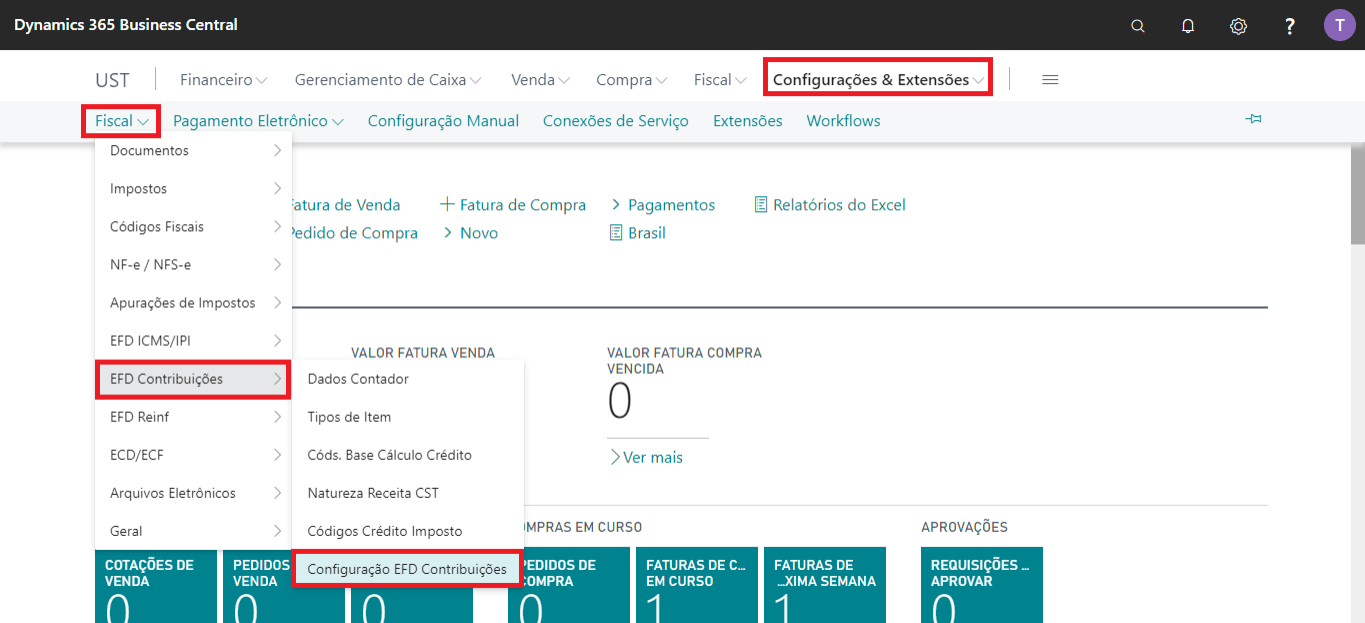 Dynamics 365 Business Central
? T
UST Financeiro Gerenciamento de Caixa Venda Compra Fiscal Configurações & Extensões
Fiscal Pagamento Eletrônico Configuração Manual Conexões de Serviço Extensões Workflows
Documentos
Impostos
Códigos Fiscais
NF-e / NFS-e
Apurações de Impostos
EFD ICMS/IPI
EFD Contribuições
EFD Reinf
ECD/ECF
Arquivos Eletrônicos
Geral
Dados Contador
Tipos de Item
Códs. Base Cálculo Crédito
Natureza Receita CST
Códigos Crédito Imposto
Configuração EFD Contribuições
Fatura de Venda + Fatura de Compra > Pagamentos Relatórios do Excel
Pedido de Compra > Novo Brasil
VALOR FATURA VENDA
VALOR FATURA COMPRA
VENCIDA
0
>Ver mais
MPRAS EM CURSO
APROVAÇÕES
COTAÇÕES DE
VENDA
0
PEDIDOS
VENDA
0
0
PEDIDOS DE
COMPRA
0
FATURAS DE C...
EM CURSO
1
FATURAS DE
...XIMA SEMANA
1
REQUISIÇÕES ...
APROVAR
0